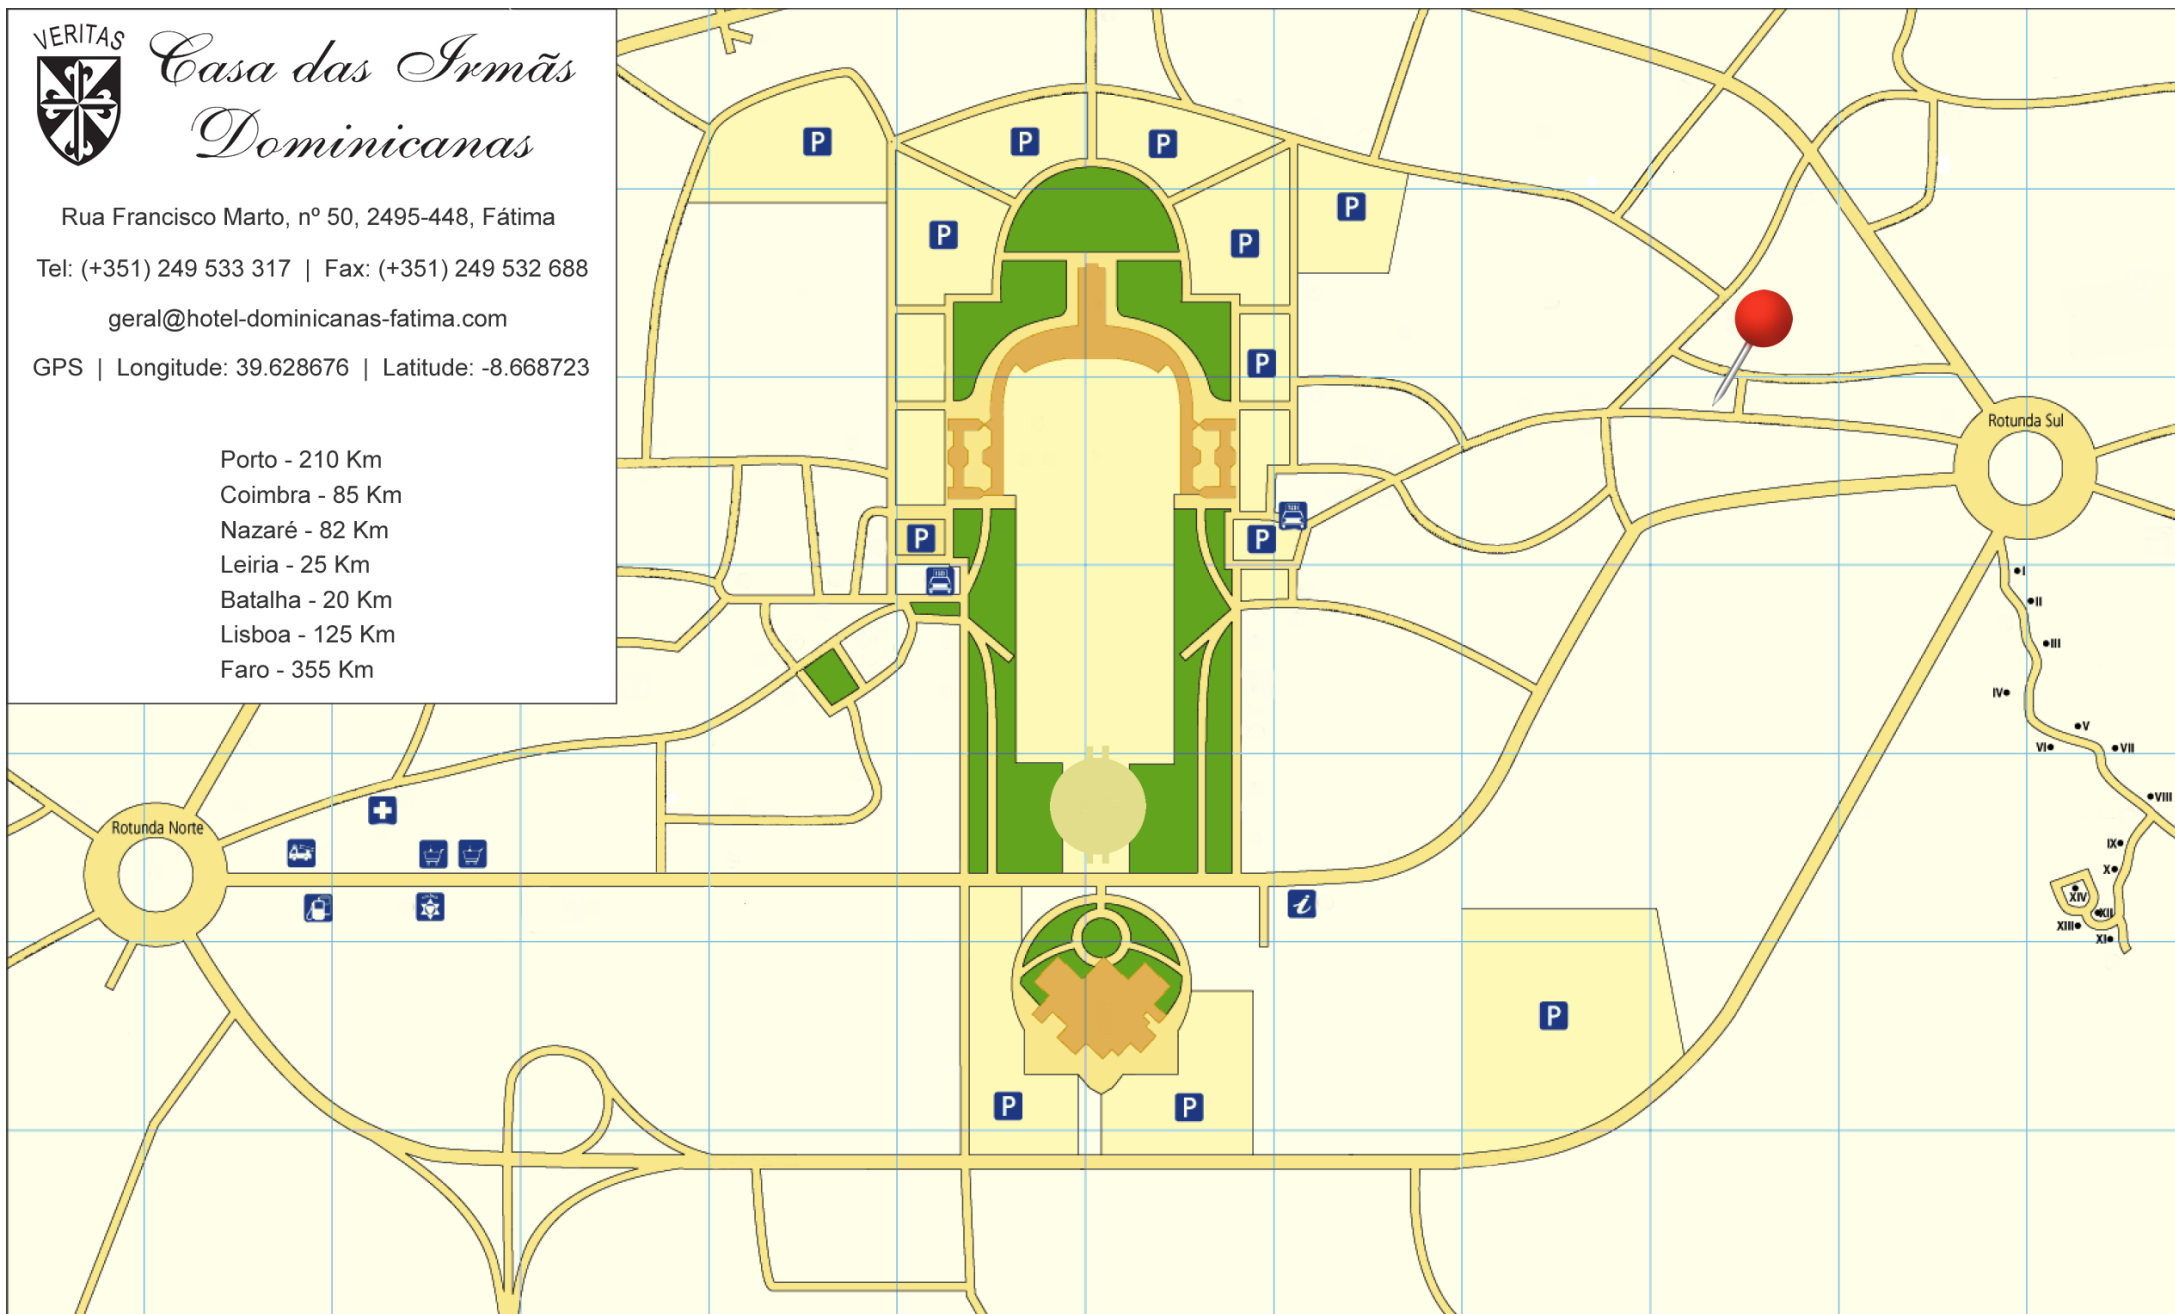 VERITAS
Casa das Irmãs
Dominicanas
Rua Francisco Marto, nº 50, 2495-448, Fátima
Tel: (+351) 249 533 317 | Fax: (+351) 249 532 688
geral@hotel-dominicanas-fatima.com
GPS | Longitude: 39.628676 | Latitude: -8.668723
Porto - 210 Km
Coimbra - 85 Km
Nazaré - 82 Km
Leiria - 25 Km
Batalha - 20 Km
Lisboa - 125 Km
Faro - 355 Km
P
P
P
P
P
P
P
P
P
Rotunda Sul
I
II
III
IV
V
VI
VII
VIII
IX
X
XIV
XII
XIII
XI
Rotunda Norte
i
P
P
P